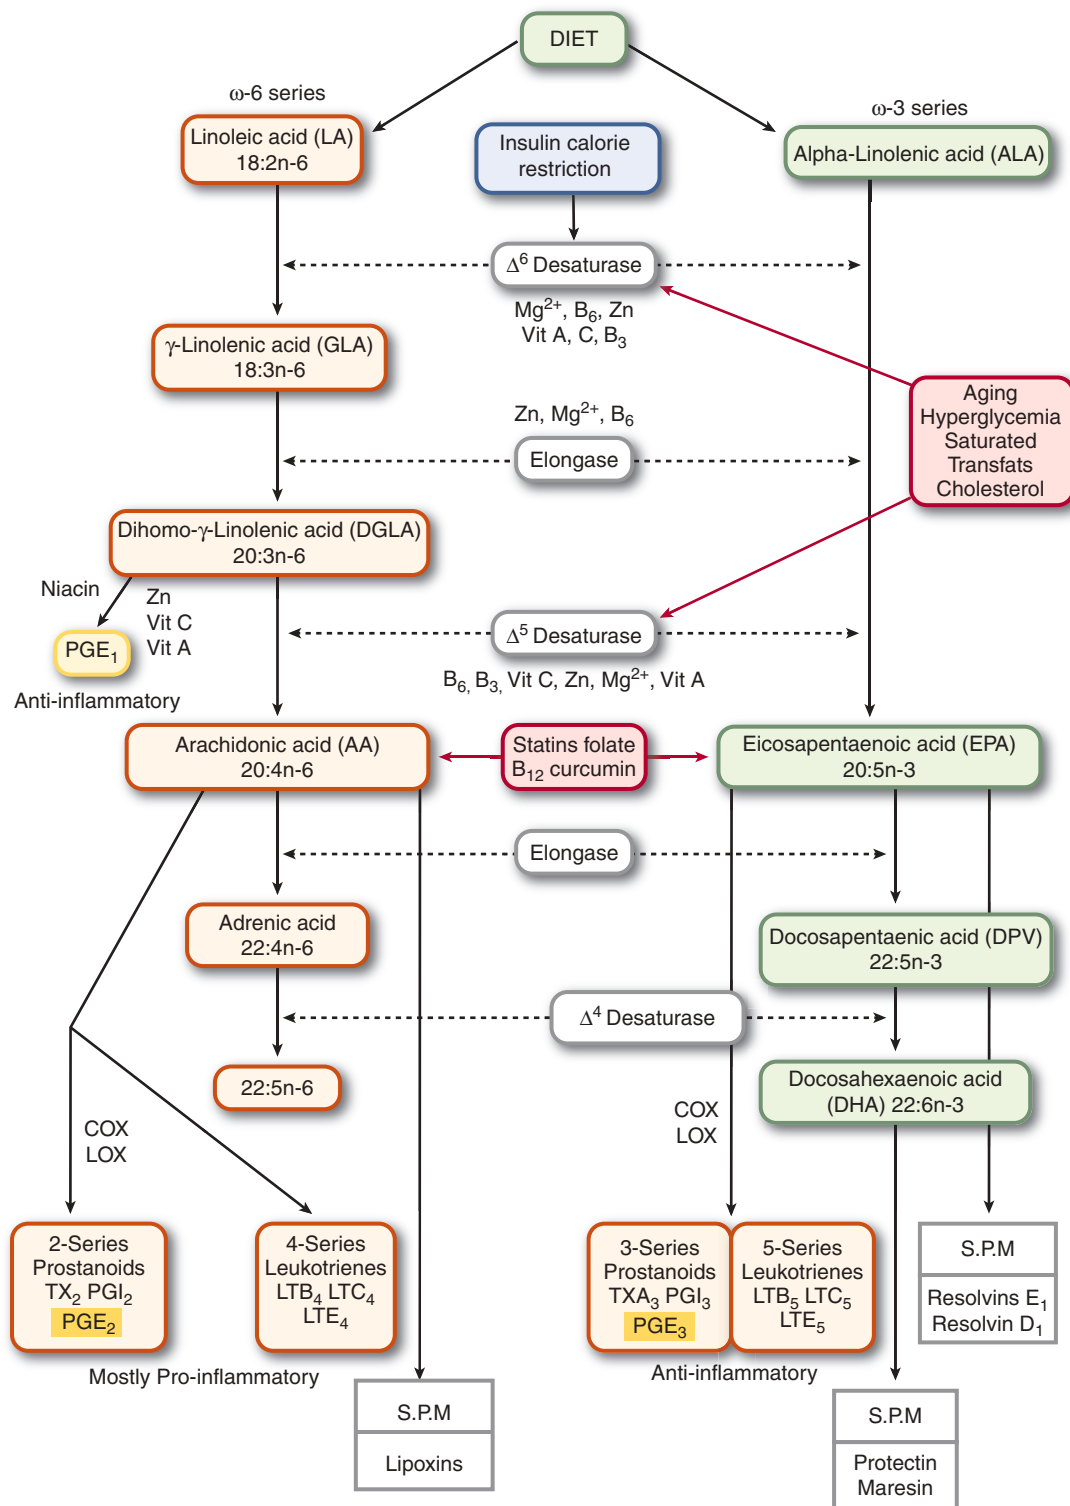 DIET
ω-6 series
ω-3 series
Linoleic acid (LA)
18:2n-6
Insulin calorie
restriction
Alpha-Linolenic acid (ALA)
Δ⁶ Desaturase
Mg²⁺, B₆, Zn
Vit A, C, B₃
γ-Linolenic acid (GLA)
18:3n-6
Aging
Hyperglycemia
Saturated
Transfats
Cholesterol
Zn, Mg²⁺, B₆
Elongase
Dihomo-γ-Linolenic acid (DGLA)
20:3n-6
Niacin
Zn
Vit C
Vit A
PGE₁
Anti-inflammatory
Δ⁵ Desaturase
B₆, B₃, Vit C, Zn, Mg²⁺, Vit A
Arachidonic acid (AA)
20:4n-6
Statins folate
B₁₂ curcumin
Eicosapentaenoic acid (EPA)
20:5n-3
Elongase
Adrenic acid
22:4n-6
Docosapentaenic acid (DPV)
22:5n-3
Δ⁴ Desaturase
22:5n-6
Docosahexaenoic acid
(DHA) 22:6n-3
COX
LOX
COX
LOX
2-Series
Prostanoids
TX₂ PGI₂
PGE₂
4-Series
Leukotrienes
LTB₄ LTC₄
LTE₄
Mostly Pro-inflammatory
3-Series
Prostanoids
TXA₃ PGI₃
PGE₃
5-Series
Leukotrienes
LTB₅ LTC₅
LTE₅
Anti-inflammatory
S.P.M
Resolvins E₁
Resolvin D₁
S.P.M
Lipoxins
S.P.M
Protectin
Maresin